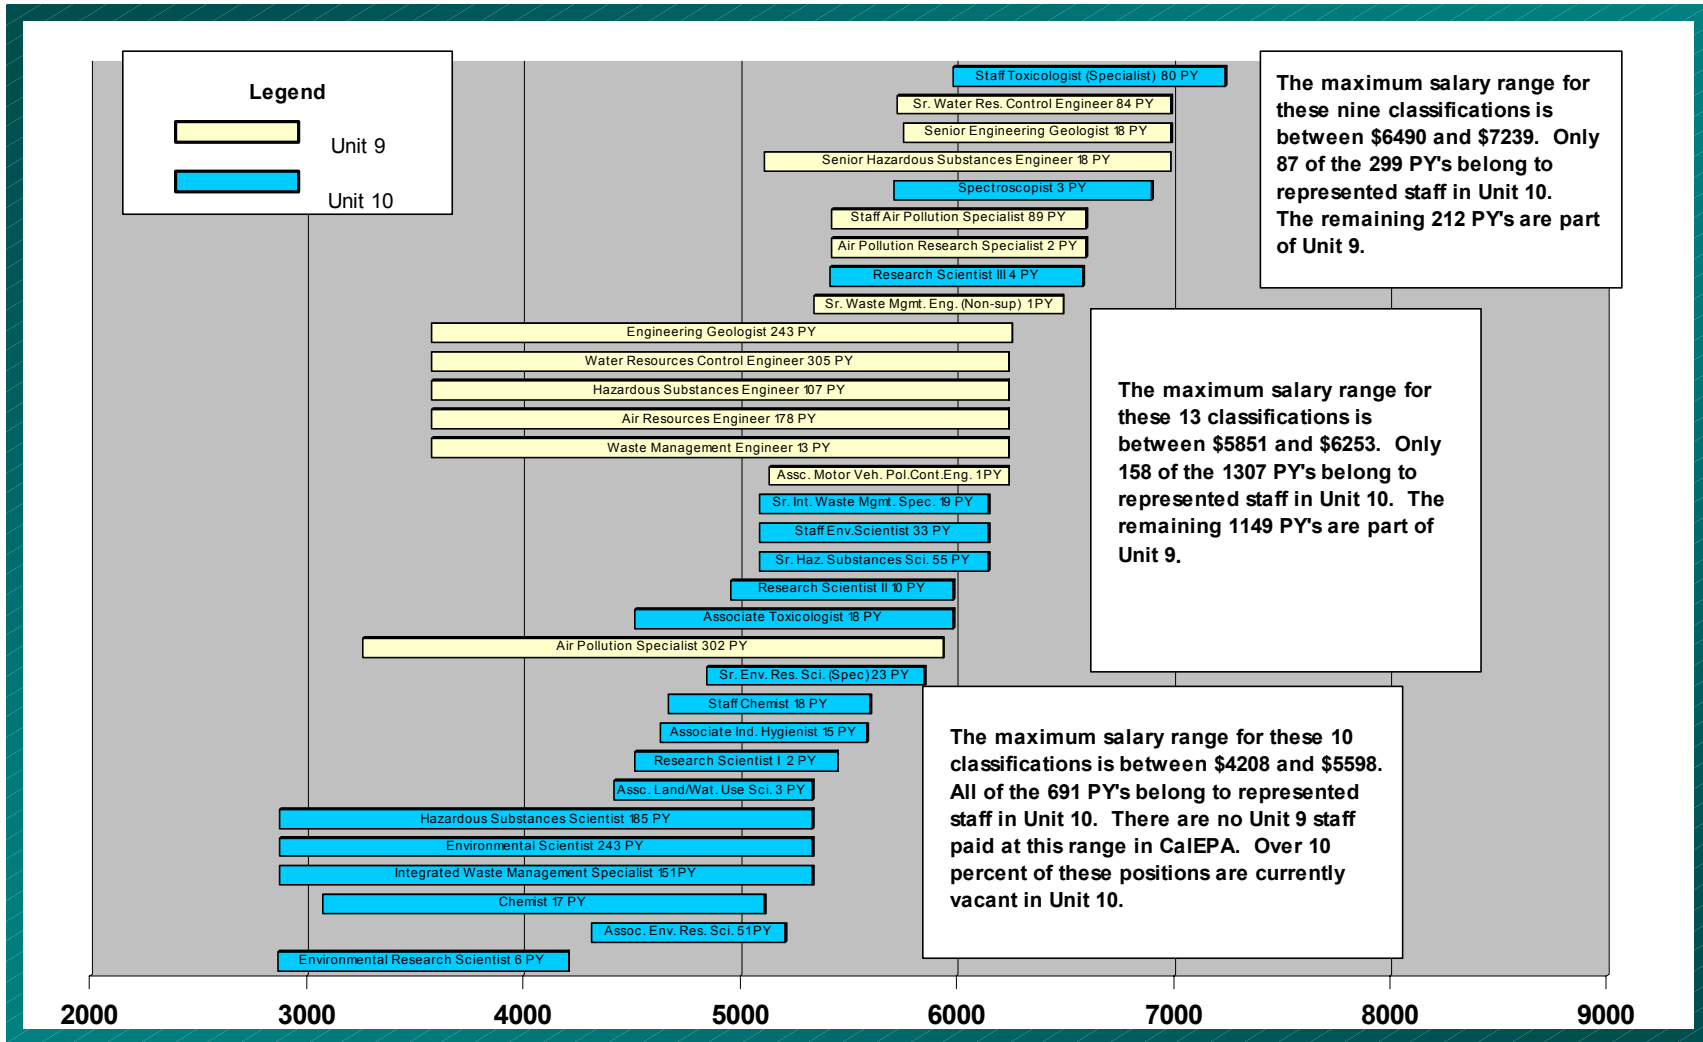 Legend
Unit 9
Unit 10
Staff Toxicologist (Specialist) 80 PY
Sr. Water Res. Control Engineer 84 PY
Senior Engineering Geologist 18 PY
Senior Hazardous Substances Engineer 18 PY
Spectroscopist 3 PY
Staff Air Pollution Specialist 89 PY
Air Pollution Research Specialist 2 PY
Research Scientist III 4 PY
Sr. Waste Mgmt. Eng. (Non-sup) 1PY
Engineering Geologist 243 PY
Water Resources Control Engineer 305 PY
Hazardous Substances Engineer 107 PY
Air Resources Engineer 178 PY
Waste Management Engineer 13 PY
Assc. Motor Veh. Pol.Cont.Eng. 1PY
Sr. Int. Waste Mgmt. Spec. 19 PY
Staff Env.Scientist 33 PY
Sr. Haz. Substances Sci. 55 PY
Research Scientist II 10 PY
Associate Toxicologist 18 PY
Air Pollution Specialist 302 PY
Sr. Env. Res. Sci. (Spec) 23 PY
Staff Chemist 18 PY
Associate Ind. Hygienist 15 PY
Research Scientist I 2 PY
Assc. Land/Wat. Use Sci. 3 PY
Hazardous Substances Scientist 185 PY
Environmental Scientist 243 PY
Integrated Waste Management Specialist 151PY
Chemist 17 PY
Assoc. Env. Res. Sci. 51PY
Environmental Research Scientist 6 PY
The maximum salary range for
these nine classifications is
between $6490 and $7239. Only
87 of the 299 PY's belong to
represented staff in Unit 10.
The remaining 212 PY's are part
of Unit 9.
The maximum salary range for
these 13 classifications is
between $5851 and $6253. Only
158 of the 1307 PY's belong to
represented staff in Unit 10. The
remaining 1149 PY's are part of
Unit 9.
The maximum salary range for these 10
classifications is between $4208 and $5598.
All of the 691 PY's belong to represented
staff in Unit 10. There are no Unit 9 staff
paid at this range in CalEPA. Over 10
percent of these positions are currently
vacant in Unit 10.
2000 3000 4000 5000 6000 7000 8000 9000